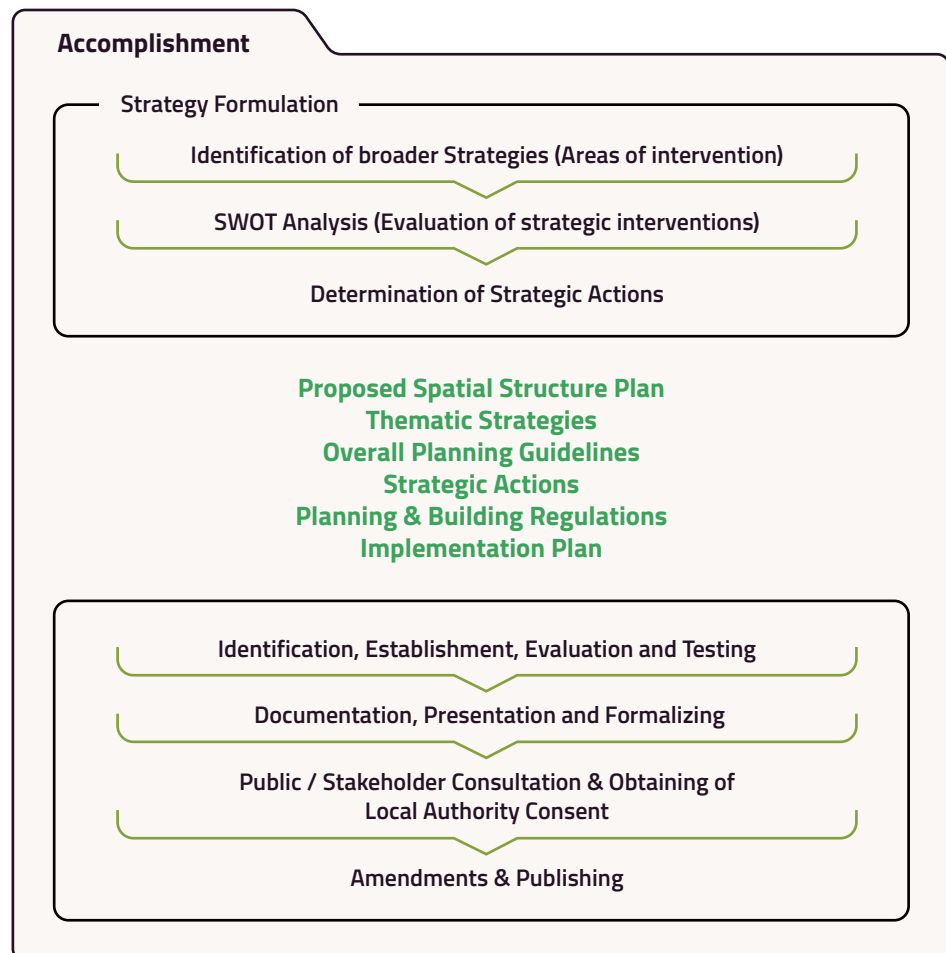 Accomplishment
Strategy Formulation
Identification of broader Strategies (Areas of intervention)
SWOT Analysis (Evaluation of strategic interventions)
Determination of Strategic Actions
Proposed Spatial Structure Plan
Thematic Strategies
Overall Planning Guidelines
Strategic Actions
Planning & Building Regulations
Implementation Plan
Identification, Establishment, Evaluation and Testing
Documentation, Presentation and Formalizing
Public / Stakeholder Consultation & Obtaining of
Local Authority Consent
Amendments & Publishing